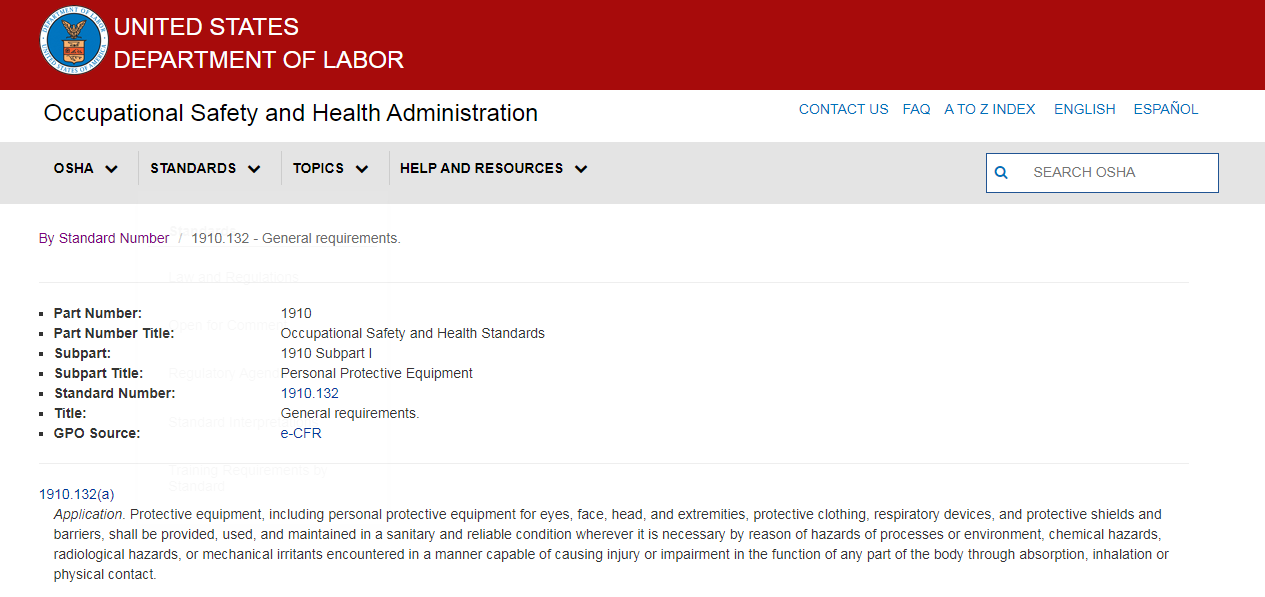 UNITED STATES
DEPARTMENT OF LABOR
Occupational Safety and Health Administration
CONTACT US FAQ A TO Z INDEX ENGLISH ESPAÑOL
OSHA STANDARDS TOPICS HELP AND RESOURCES SEARCH OSHA
By Standard Number / 1910.132 - General requirements.
Law and Regulations
Part Number: 1910
Part Number Title: Occupational Safety and Health Standards
Subpart: 1910 Subpart I
Subpart Title: Personal Protective Equipment
Standard Number: 1910.132
Title: General requirements.
GPO Source: e-CFR
Training Requirements by
Standard
1910.132(a)
Application. Protective equipment, including personal protective equipment for eyes, face, head, and extremities, protective clothing, respiratory devices, and protective shields and
barriers, shall be provided, used, and maintained in a sanitary and reliable condition wherever it is necessary by reason of hazards of processes or environment, chemical hazards,
radiological hazards, or mechanical irritants encountered in a manner capable of causing injury or impairment in the function of any part of the body through absorption, inhalation or
physical contact.